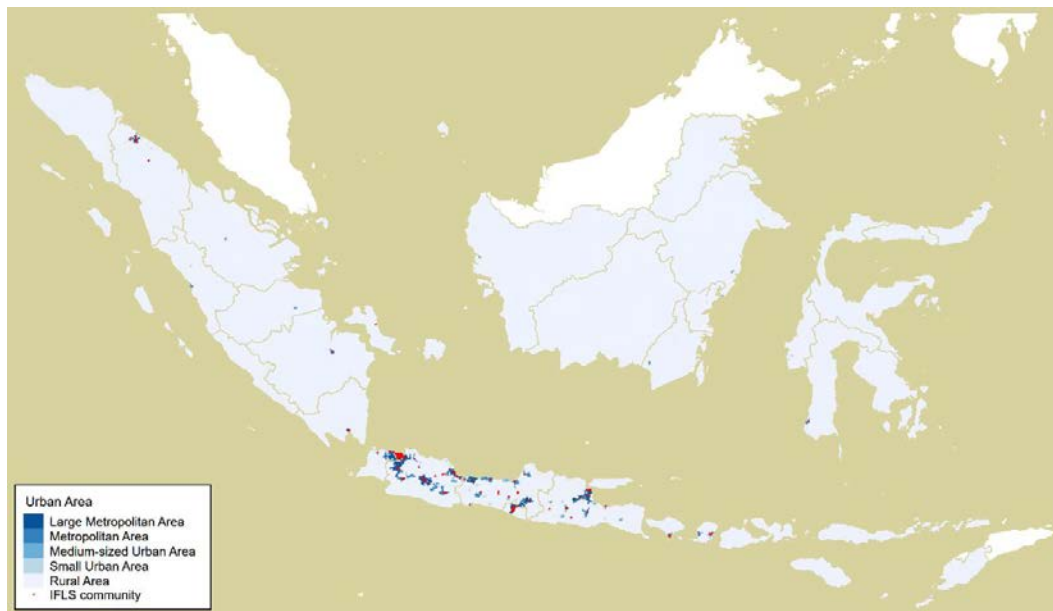 Urban Area
Large Metropolitan Area
Metropolitan Area
Medium-sized Urban Area
Small Urban Area
Rural Area
IFLS community